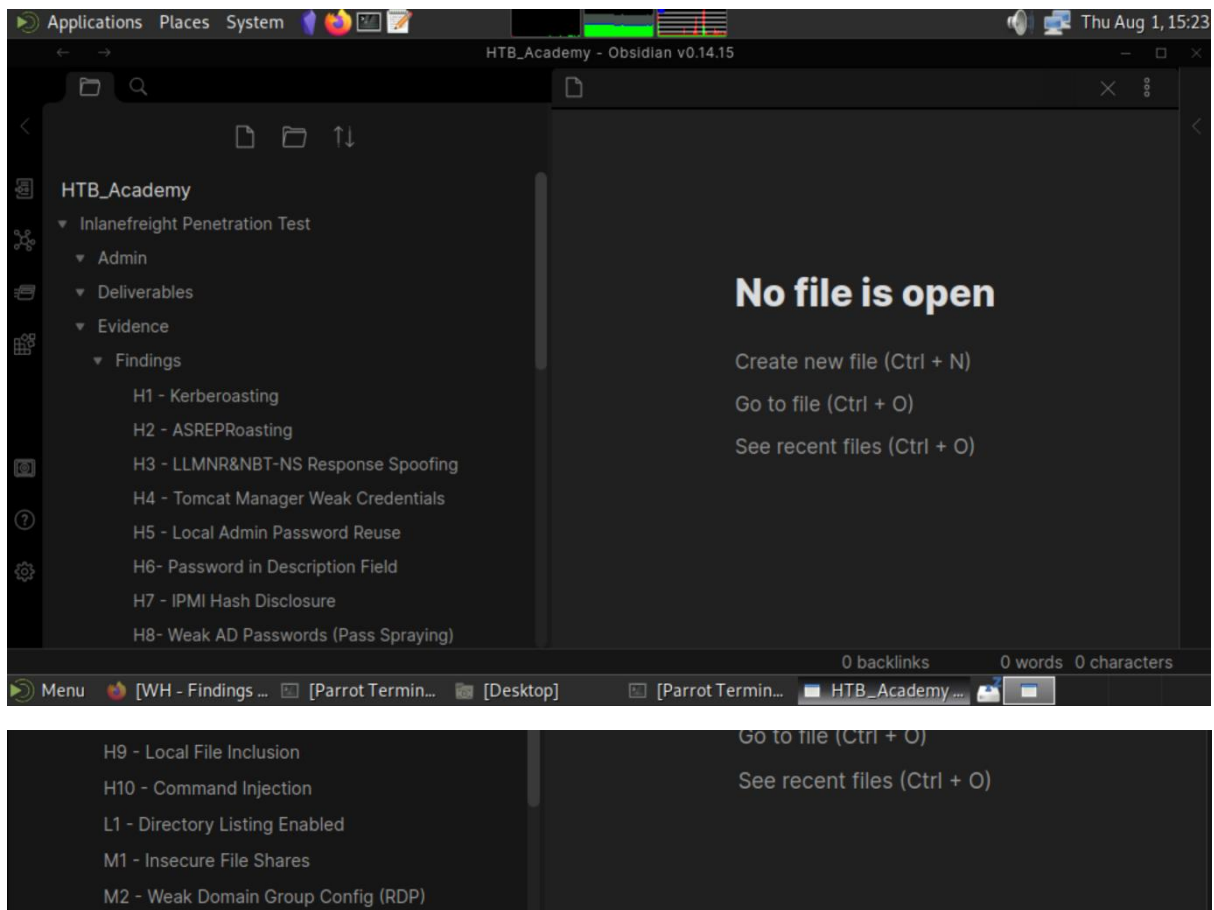 Applications Places System
Thu Aug 1, 15:23
HTB_Academy - Obsidian v0.14.15
HTB_Academy
Inlanefreight Penetration Test
Admin
Deliverables
Evidence
Findings
H1 - Kerberoasting
H2 - ASREPRoasting
H3 - LLMNR&NBT-NS Response Spoofing
H4 - Tomcat Manager Weak Credentials
H5 - Local Admin Password Reuse
H6- Password in Description Field
H7 - IPMI Hash Disclosure
H8- Weak AD Passwords (Pass Spraying)
No file is open
Create new file (Ctrl + N)
Go to file (Ctrl + O)
See recent files (Ctrl + O)
0 backlinks 0 words 0 characters
Menu [WH - Findings ... [Parrot Termin... [Desktop] [Parrot Termin... HTB_Academy ...
H9 - Local File Inclusion
H10 - Command Injection
L1 - Directory Listing Enabled
M1 - Insecure File Shares
M2 - Weak Domain Group Config (RDP)
Go to file (Ctrl + O)
See recent files (Ctrl + O)